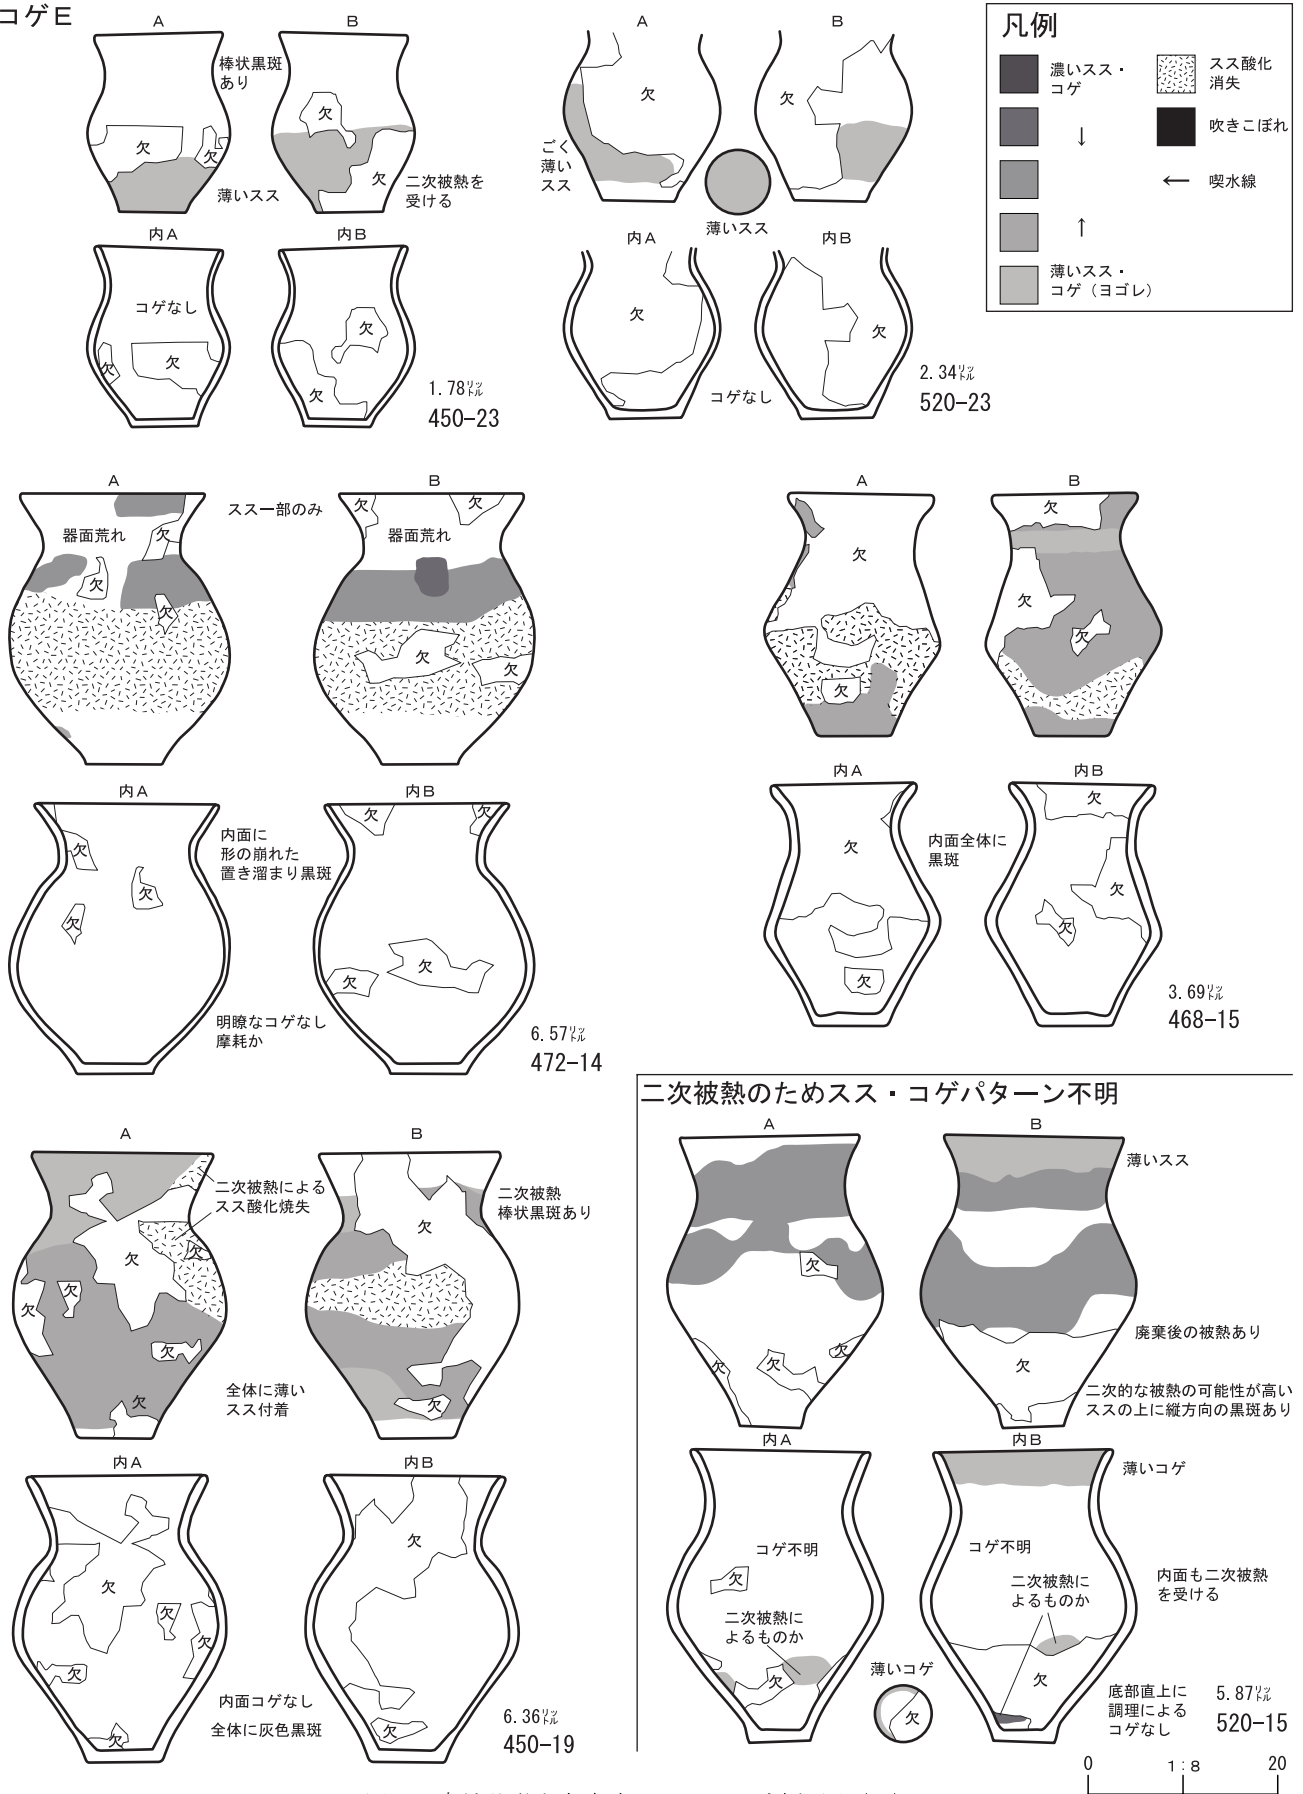 コゲE
A
B
棒状黒斑
あり
欠
欠
欠
欠
薄いスス
二次被熱を
受ける
内A
内B
コゲなし
欠
欠
欠
欠
1.78リットル
450-23
A
B
欠
欠
ごく
薄い
スス
薄いスス
内A
内B
欠
欠
コゲなし
2.34リットル
520-23
凡例
濃いスス・
コゲ
↓
↑
薄いスス・
コゲ（ヨゴレ）
スス酸化
消失
吹きこぼれ
← 喫水線
A
B
スス一部のみ
器面荒れ
欠
欠
欠
欠
欠
器面荒れ
欠
欠
内A
内B
内面に
形の崩れた
置き溜まり黒斑
欠
欠
欠
欠
欠
欠
欠
明瞭なコゲなし
摩耗か
6.57リットル
472-14
A
B
欠
欠
欠
欠
欠
内A
内B
内面全体に
黒斑
欠
欠
欠
欠
欠
3.69リットル
468-15
A
B
二次被熱による
スス酸化焼失
二次被熱
棒状黒斑あり
欠
欠
欠
欠
欠
欠
欠
欠
全体に薄い
スス付着
内A
内B
欠
欠
欠
欠
欠
欠
欠
内面コゲなし
全体に灰色黒斑
6.36リットル
450-19
二次被熱のためスス・コゲパターン不明
A
B
薄いスス
欠
欠
欠
欠
欠
廃棄後の被熱あり
二次的な被熱の可能性が高い
ススの上に縦方向の黒斑あり
内A
内B
薄いコゲ
コゲ不明
コゲ不明
欠
二次被熱に
よるものか
二次被熱に
よるものか
内面も二次被熱
を受ける
欠
欠
薄いコゲ
欠
底部直上に
調理による
コゲなし
5.87リットル
520-15
0 1:8 20